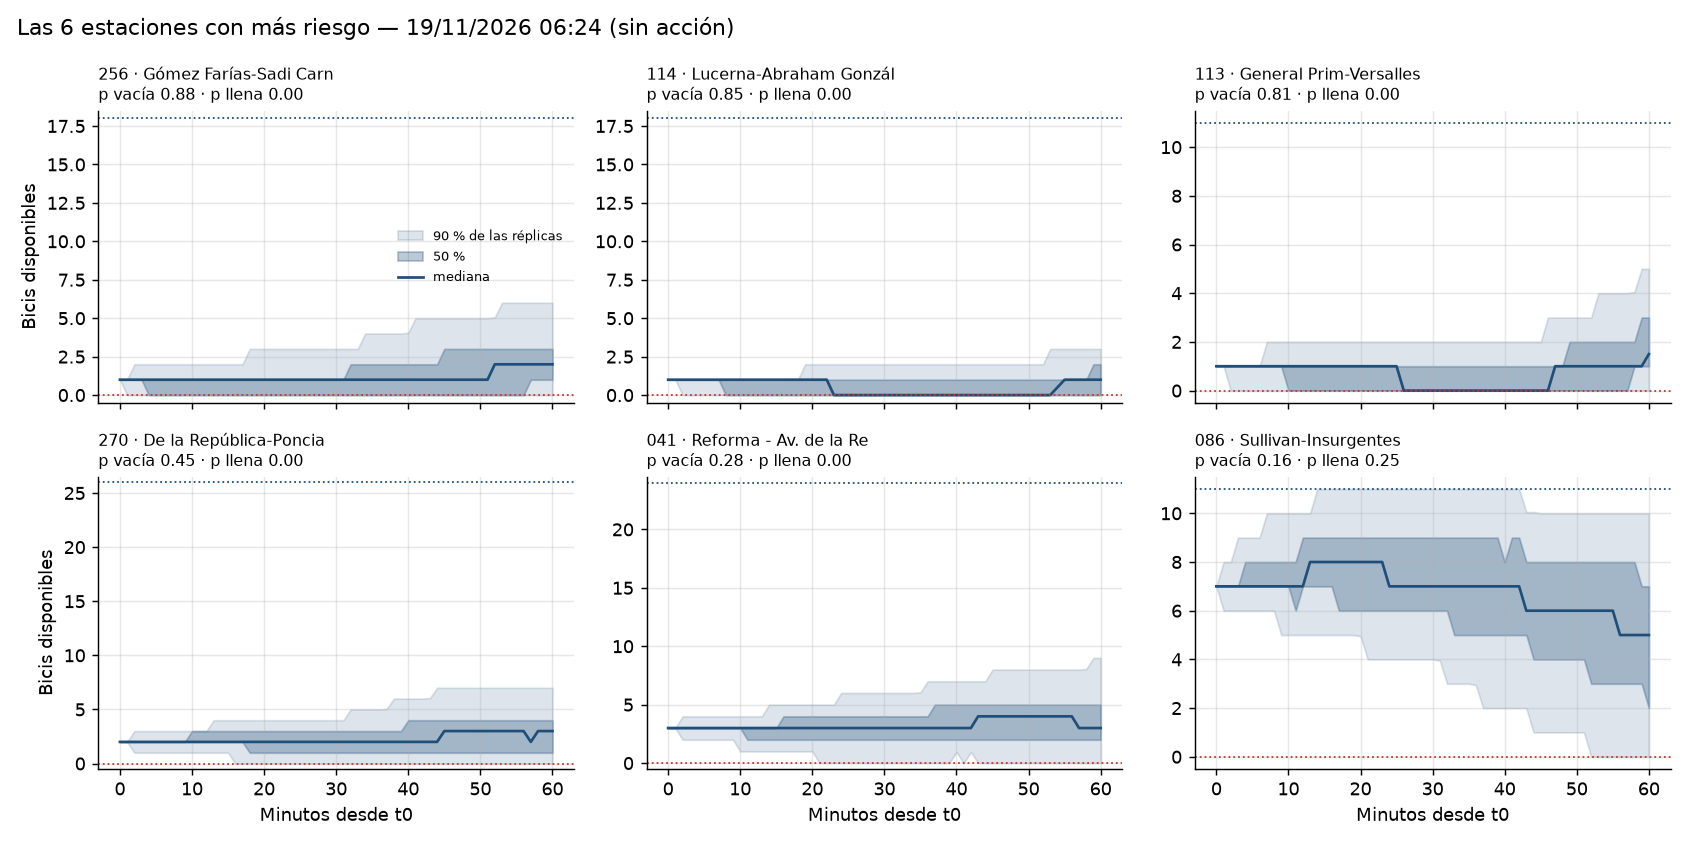 Las 6 estaciones con más riesgo — 19/11/2026 06:24 (sin acción)
256 · Gómez Farías-Sadi Carn
p vacía 0.88 · p llena 0.00
17.5
15.0
12.5
10.0
7.5
5.0
2.5
0.0
Bicis disponibles
90 % de las réplicas
50 %
mediana
114 · Lucerna-Abraham Gonzál
p vacía 0.85 · p llena 0.00
17.5
15.0
12.5
10.0
7.5
5.0
2.5
0.0
113 · General Prim-Versalles
p vacía 0.81 · p llena 0.00
10
8
6
4
2
0
270 · De la República-Poncia
p vacía 0.45 · p llena 0.00
25
20
15
10
5
0
Bicis disponibles
0 10 20 30 40 50 60
Minutos desde t0
041 · Reforma - Av. de la Re
p vacía 0.28 · p llena 0.00
20
15
10
5
0
0 10 20 30 40 50 60
Minutos desde t0
086 · Sullivan-Insurgentes
p vacía 0.16 · p llena 0.25
10
8
6
4
2
0
0 10 20 30 40 50 60
Minutos desde t0